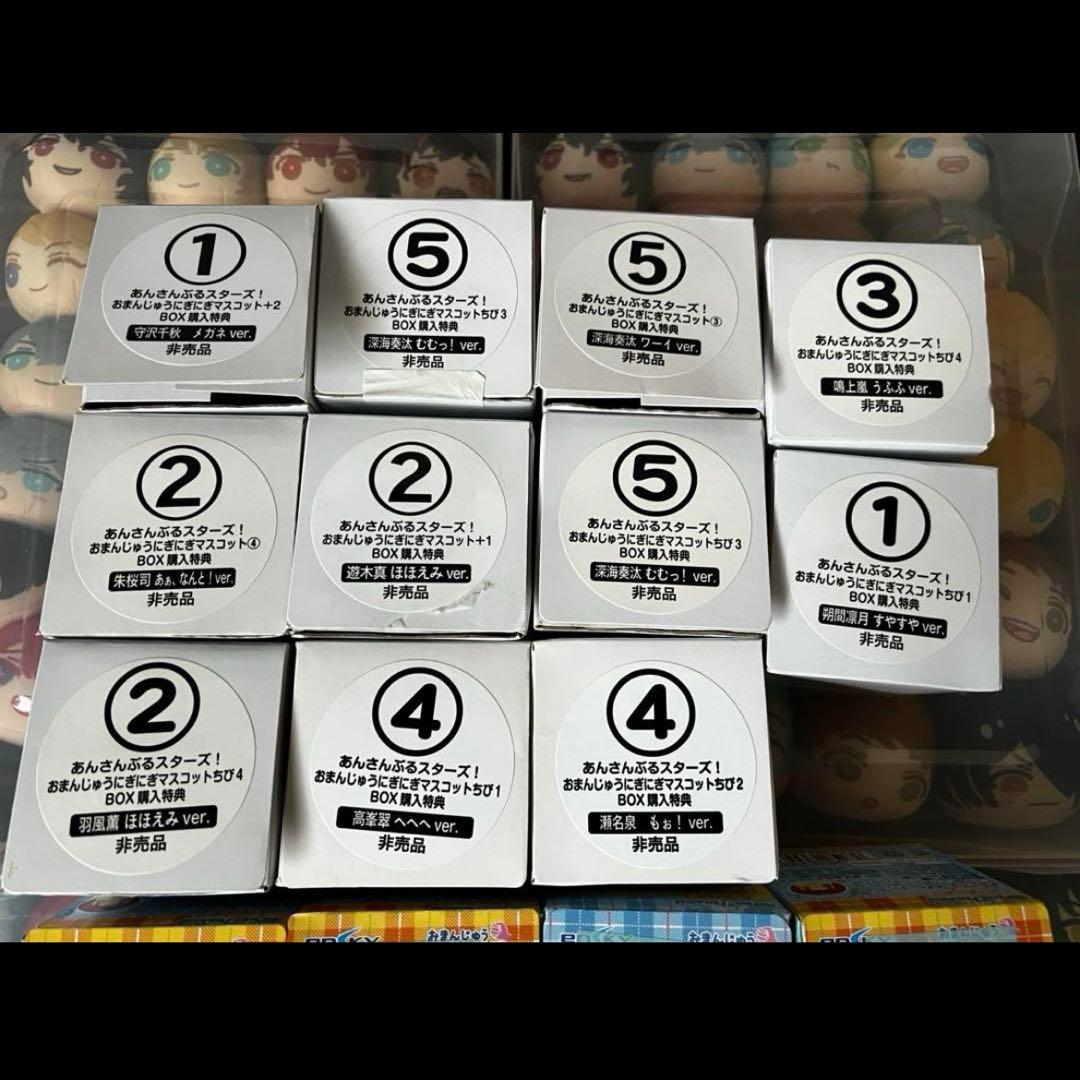 1
あんさんぶるスターズ！
おまんじゅうにぎにぎマスコット+2
BOX購入特典
守沢千秋 メガネ ver.
非売品
5
あんさんぶるスターズ！
おまんじゅうにぎにぎマスコットちび3
BOX購入特典
深海奏汰 むむっ！ ver.
非売品
5
あんさんぶるスターズ！
おまんじゅうにぎにぎマスコット③
BOX購入特典
深海奏汰 ワーイ ver.
非売品
3
あんさんぶるスターズ！
おまんじゅうにぎにぎマスコットちび4
BOX購入特典
鳴上嵐 うふふ ver.
非売品
2
あんさんぶるスターズ！
おまんじゅうにぎにぎマスコット④
BOX購入特典
朱桜司 あぁ、なんと！ver.
非売品
2
あんさんぶるスターズ！
おまんじゅうにぎにぎマスコット+1
BOX購入特典
遊木真 ほほえみ ver.
非売品
5
あんさんぶるスターズ！
おまんじゅうにぎにぎマスコットちび3
BOX購入特典
深海奏汰 むむっ！ ver.
非売品
1
あんさんぶるスターズ！
おまんじゅうにぎにぎマスコットちび1
BOX購入特典
朔間凛月 すやすや ver.
非売品
2
あんさんぶるスターズ！
おまんじゅうにぎにぎマスコットちび4
BOX購入特典
羽風薫 ほほえみ ver.
非売品
4
あんさんぶるスターズ！
おまんじゅうにぎにぎマスコットちび1
BOX購入特典
高峯翠 へへへ ver.
非売品
4
あんさんぶるスターズ！
おまんじゅうにぎにぎマスコットちび2
BOX購入特典
瀬名泉 もぉ！ ver.
非売品
おまんじゅう
おまんじゅう
おまんじゅう